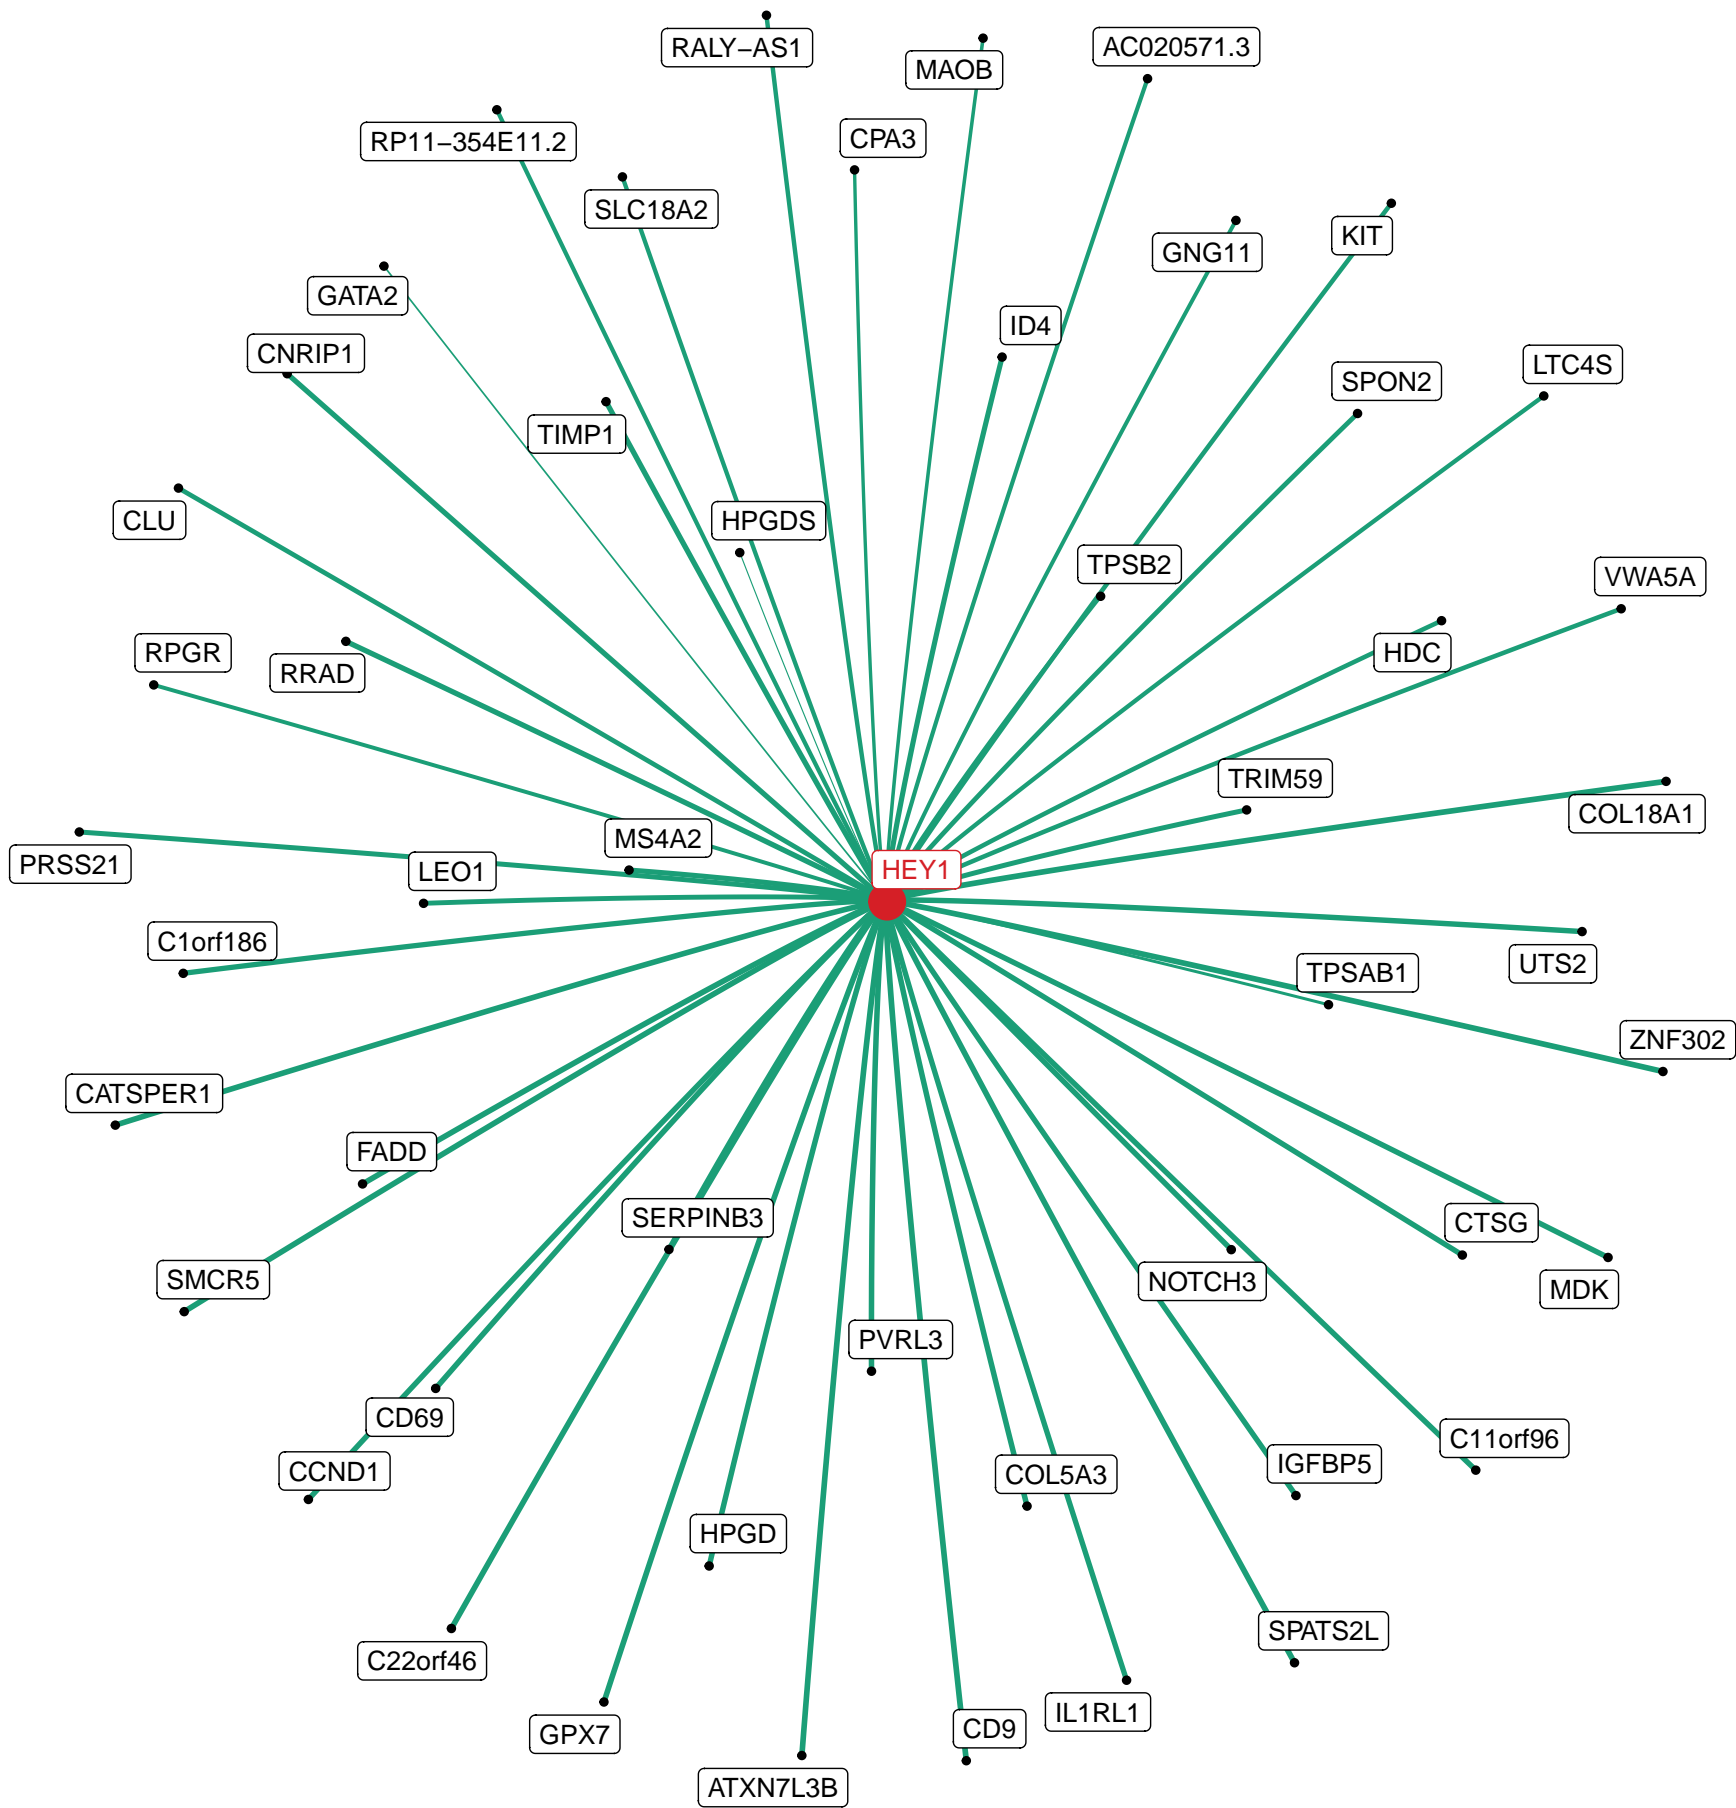 RALY−AS1
AC020571.3
MAOB
RP11−354E11.2
CPA3
SLC18A2
KIT
GNG11
GATA2
ID4
CNRIP1
LTC4S
SPON2
TIMP1
CLU
HPGDS
TPSB2
VWA5A
RPGR
HDC
RRAD
TRIM59
COL18A1
MS4A2
PRSS21
LEO1
HEY1
C1orf186
UTS2
TPSAB1
ZNF302
CATSPER1
FADD
SERPINB3
CTSG
SMCR5
NOTCH3
MDK
PVRL3
CD69
C11orf96
IGFBP5
CCND1
COL5A3
HPGD
SPATS2L
C22orf46
IL1RL1
CD9
GPX7
ATXN7L3B